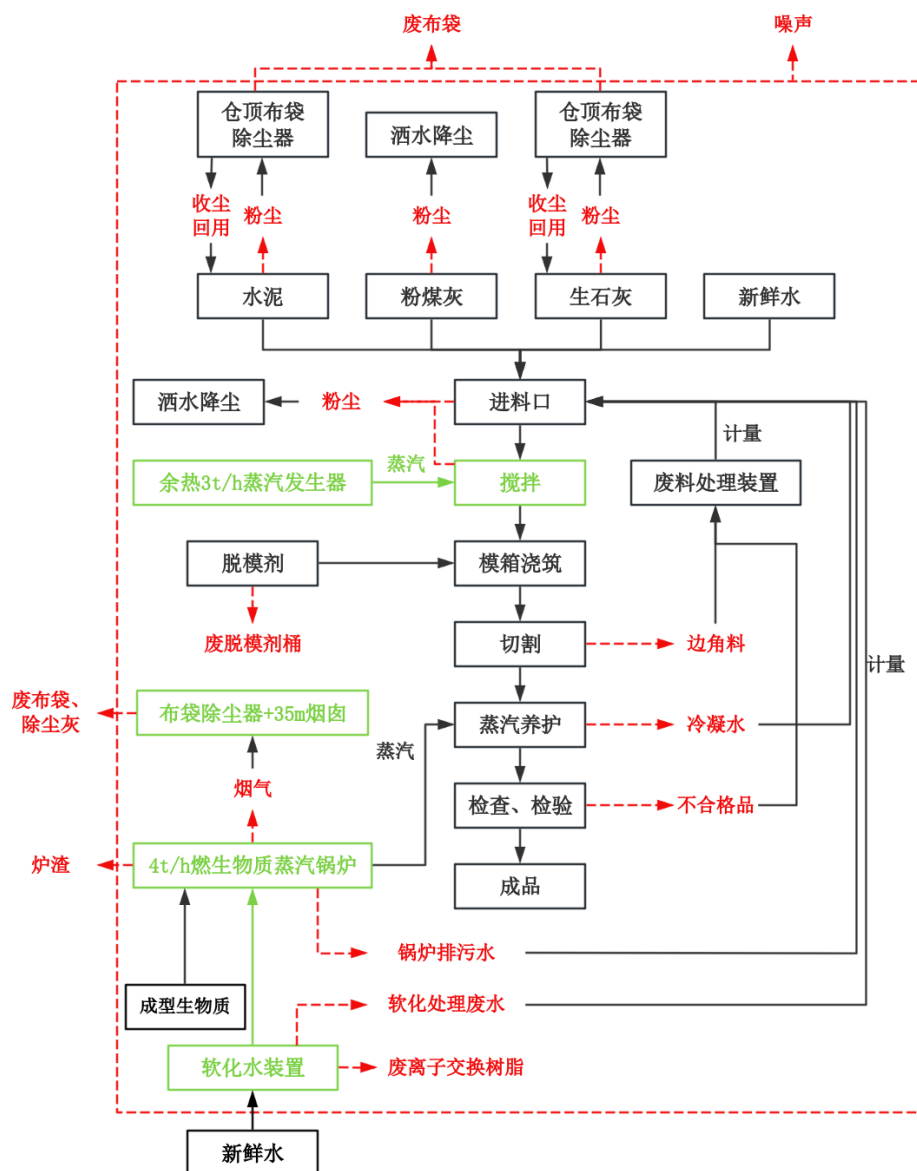 废布袋
噪声
仓顶布袋
除尘器
洒水降尘
仓顶布袋
除尘器
收尘
回用
粉尘
粉尘
收尘
回用
粉尘
水泥
粉煤灰
生石灰
新鲜水
洒水降尘
粉尘
进料口
计量
余热3t/h蒸汽发生器
蒸汽
搅拌
废料处理装置
脱模剂
模箱浇筑
废脱模剂桶
切割
边角料
计量
废布袋、
除尘灰
布袋除尘器+35m烟囱
蒸汽
蒸汽养护
冷凝水
烟气
检查、检验
不合格品
炉渣
4t/h燃生物质蒸汽锅炉
成品
锅炉排污水
成型生物质
软化处理废水
软化水装置
废离子交换树脂
新鲜水